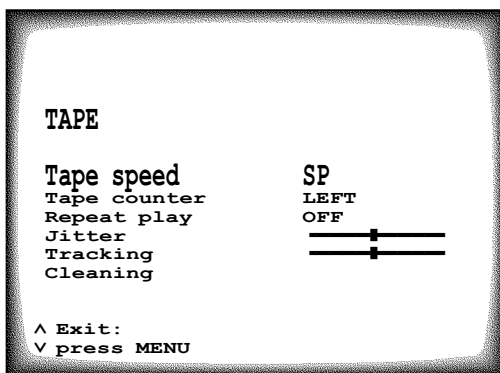 TAPE
Tape speed SP
Tape counter LEFT
Repeat play OFF
Jitter
Tracking
Cleaning
^ Exit:
v press MENU